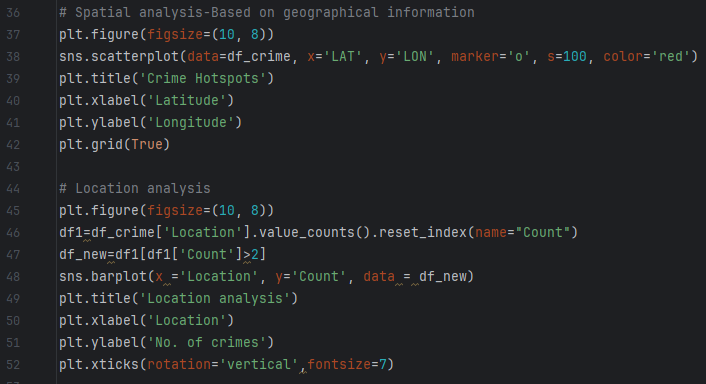 36 # Spatial analysis-Based on geographical information
37 plt.figure(figsize=(10, 8))
38 sns.scatterplot(data=df_crime, x='LAT', y='LON', marker='o', s=100, color='red')
39 plt.title('Crime Hotspots')
40 plt.xlabel('Latitude')
41 plt.ylabel('Longitude')
42 plt.grid(True)
43
44 # Location analysis
45 plt.figure(figsize=(10, 8))
46 df1=df_crime['Location'].value_counts().reset_index(name="Count")
47 df_new=df1[df1['Count']>2]
48 sns.barplot(x ='Location', y='Count', data = df_new)
49 plt.title('Location analysis')
50 plt.xlabel('Location')
51 plt.ylabel('No. of crimes')
52 plt.xticks(rotation='vertical',fontsize=7)